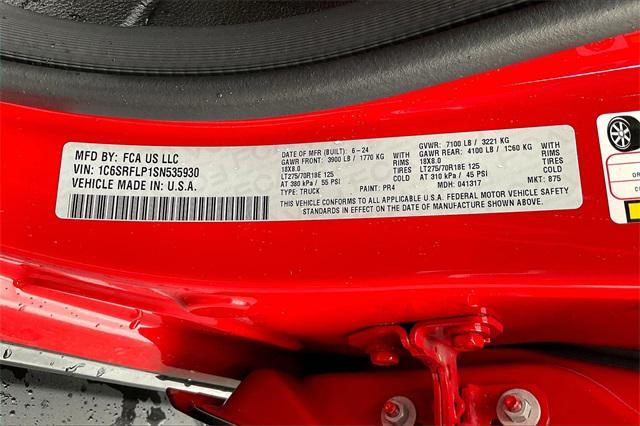 MFD BY: FCA US LLC
VIN: 1C6SRFLP1SN535930
VEHICLE MADE IN U.S.A.
DATE OF MFR (BUILT): 6-24
GAWR FRONT: 3900 LB / 1770 KG
18X8.0 RIMS
LT275/70R18E 125 TIRES
AT 380 kPa / 55 PSI COLD
TYPE: TRUCK PAINT: PR4
GVWR: 7100 LB / 3221 KG
GAWR REAR: 4100 LB / 1C60 KG
18X8.0 RIMS
LT275/70R18E 125 TIRES
AT 310 kPa / 45 PSI COLD
MDH: 041317 MKT: 875
THIS VEHICLE CONFORMS TO ALL APPLICABLE U.S.A. FEDERAL MOTOR VEHICLE SAFETY
STANDARDS IN EFFECT ON THE DATE OF MANUFACTURE SHOWN ABOVE.